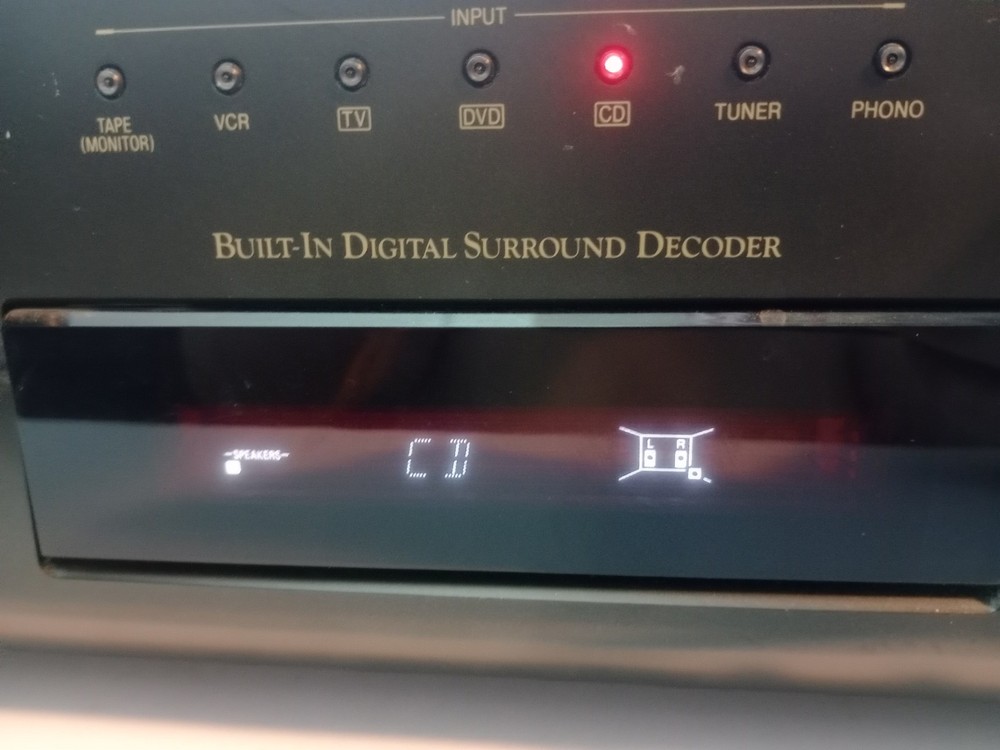 INPUT
TAPE VCR TV DVD CD TUNER PHONO
(MONITOR)
BUILT-IN DIGITAL SURROUND DECODER
-SPEAKERS- CD L R